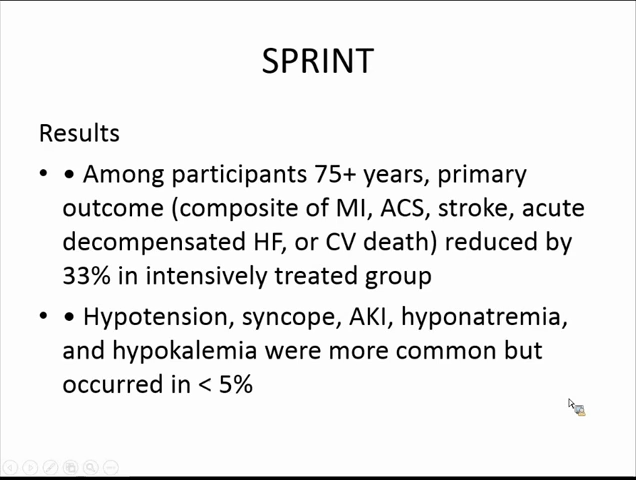 SPRINT
Results
• • Among participants 75+ years, primary
outcome (composite of MI, ACS, stroke, acute
decompensated HF, or CV death) reduced by
33% in intensively treated group
• • Hypotension, syncope, AKI, hyponatremia,
and hypokalemia were more common but
occurred in < 5%